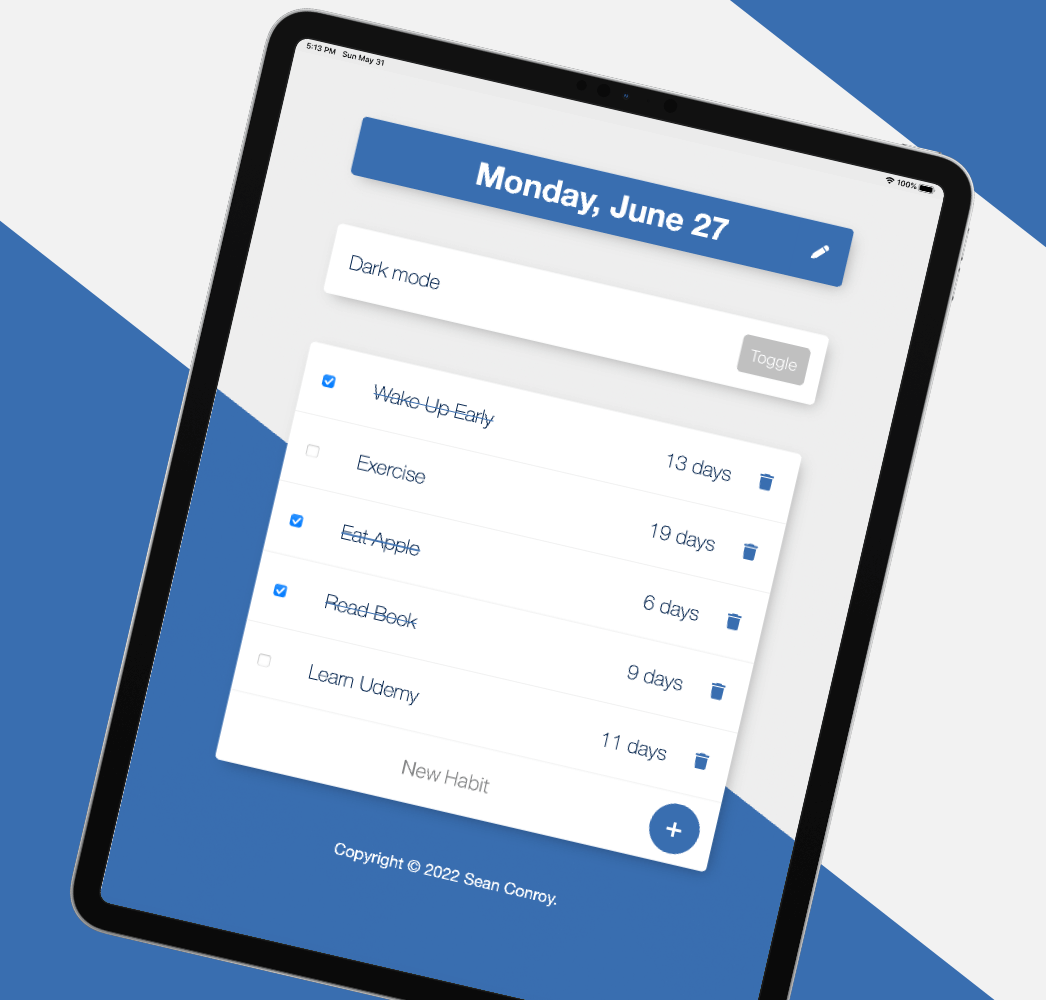 5:13 PM Sun May 31
100%
Monday, June 27
Dark mode
Toggle
Wake Up Early
13 days
Exercise
19 days
Eat Apple
6 days
Read Book
9 days
Learn Udemy
11 days
New Habit
+
Copyright © 2022 Sean Conroy.